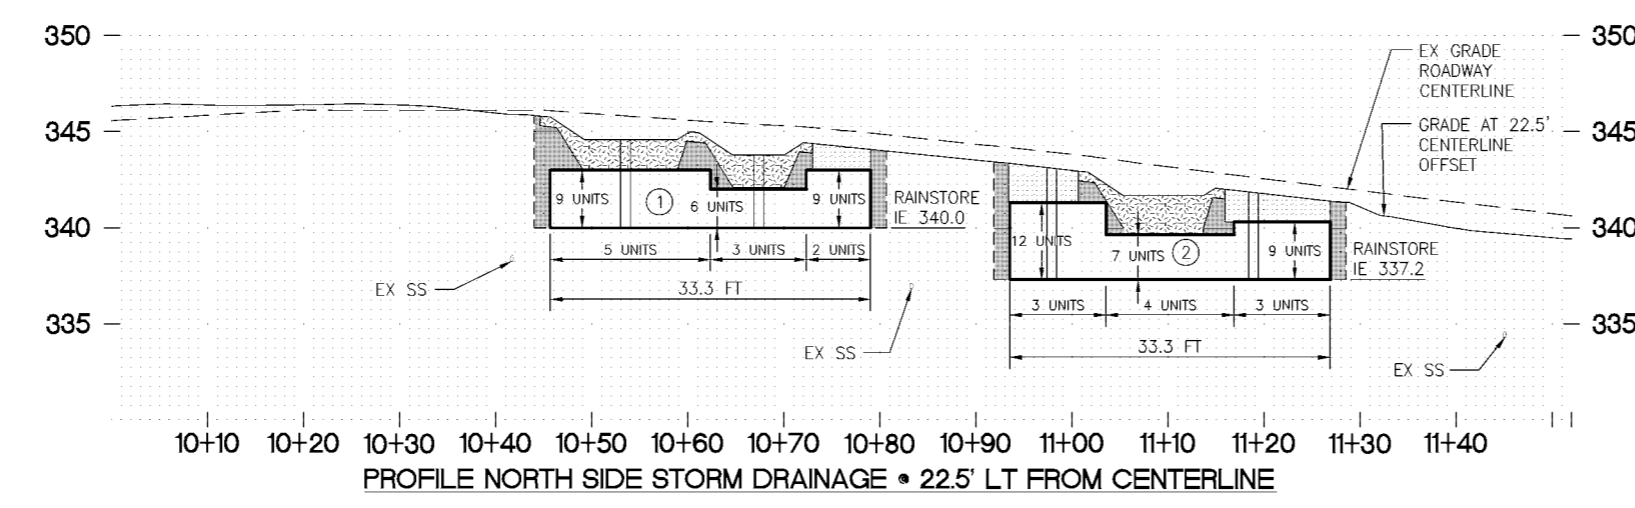 350
345
340
335
350
345
340
335
EX GRADE
ROADWAY
CENTERLINE
GRADE AT 22.5'
CENTERLINE
OFFSET
9 UNITS
1
6 UNITS
9 UNITS
RAINSTORE
IE 340.0
5 UNITS
3 UNITS
2 UNITS
33.3 FT
EX SS
EX SS
12 UNITS
7 UNITS
2
9 UNITS
RAINSTORE
IE 337.2
3 UNITS
4 UNITS
3 UNITS
33.3 FT
EX SS
10+10 10+20 10+30 10+40 10+50 10+60 10+70 10+80 10+90 11+00 11+10 11+20 11+30 11+40
PROFILE NORTH SIDE STORM DRAINAGE • 22.5' LT FROM CENTERLINE